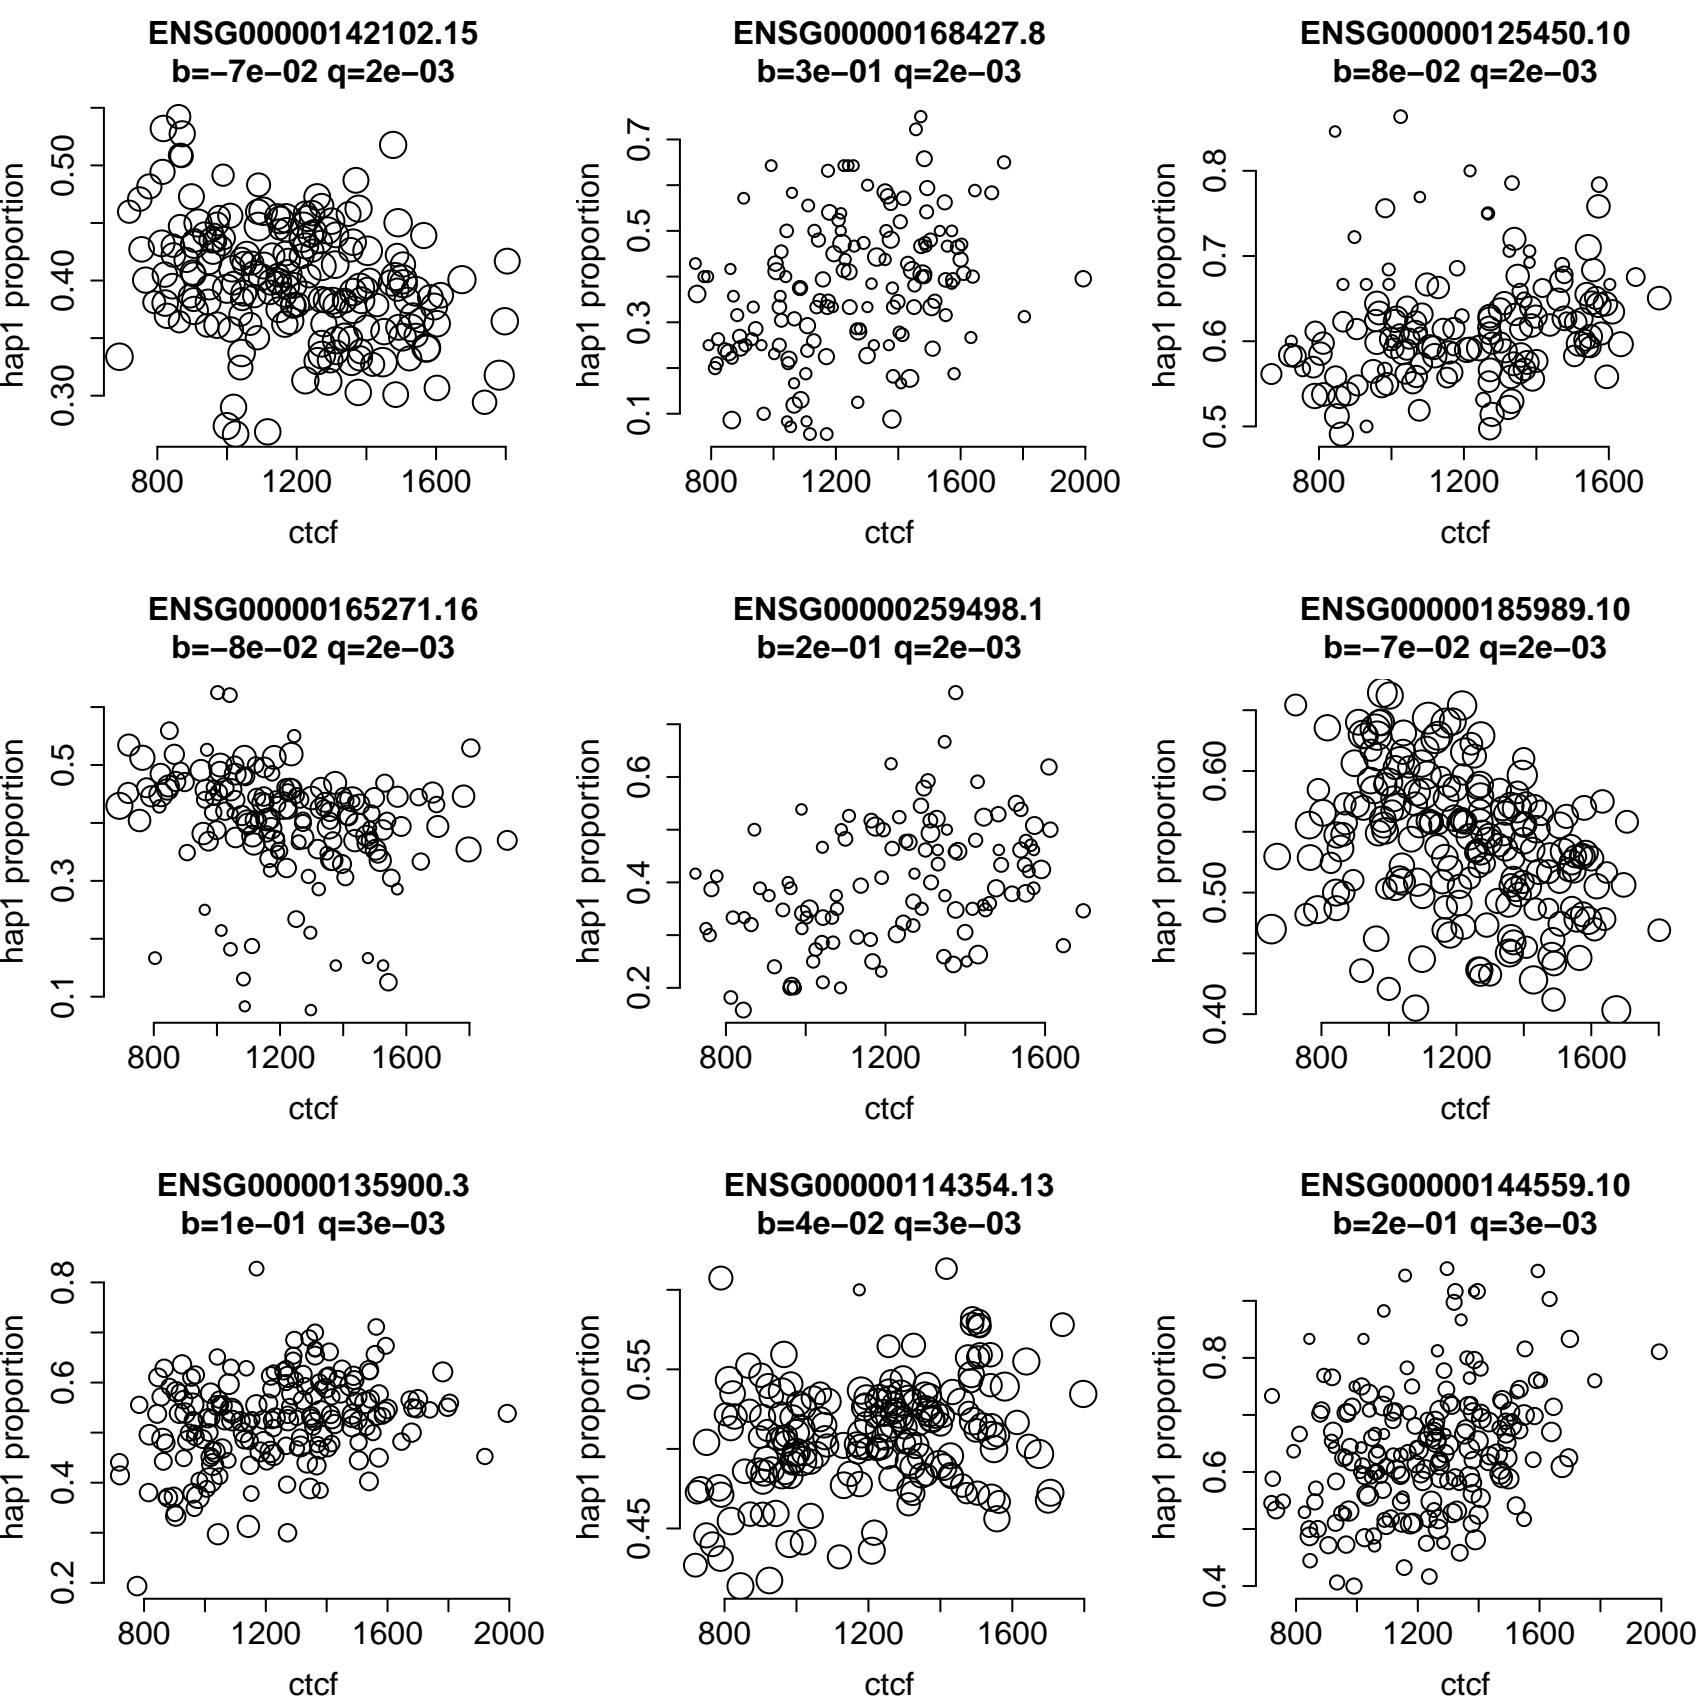 ENSG00000142102.15
b=−7e−02 q=2e−03
hap1 proportion
0.50
0.40
0.30
800 1200 1600
ctcf
ENSG00000168427.8
b=3e−01 q=2e−03
hap1 proportion
0.7
0.5
0.3
0.1
800 1200 1600 2000
ctcf
ENSG00000125450.10
b=8e−02 q=2e−03
hap1 proportion
0.8
0.7
0.6
0.5
800 1200 1600
ctcf
ENSG00000165271.16
b=−8e−02 q=2e−03
hap1 proportion
0.5
0.3
0.1
800 1200 1600
ctcf
ENSG00000259498.1
b=2e−01 q=2e−03
hap1 proportion
0.6
0.4
0.2
800 1200 1600
ctcf
ENSG00000185989.10
b=−7e−02 q=2e−03
hap1 proportion
0.60
0.50
0.40
800 1200 1600
ctcf
ENSG00000135900.3
b=1e−01 q=3e−03
hap1 proportion
0.8
0.6
0.4
0.2
800 1200 1600 2000
ctcf
ENSG00000114354.13
b=4e−02 q=3e−03
hap1 proportion
0.55
0.45
800 1200 1600
ctcf
ENSG00000144559.10
b=2e−01 q=3e−03
hap1 proportion
0.8
0.6
0.4
800 1200 1600 2000
ctcf